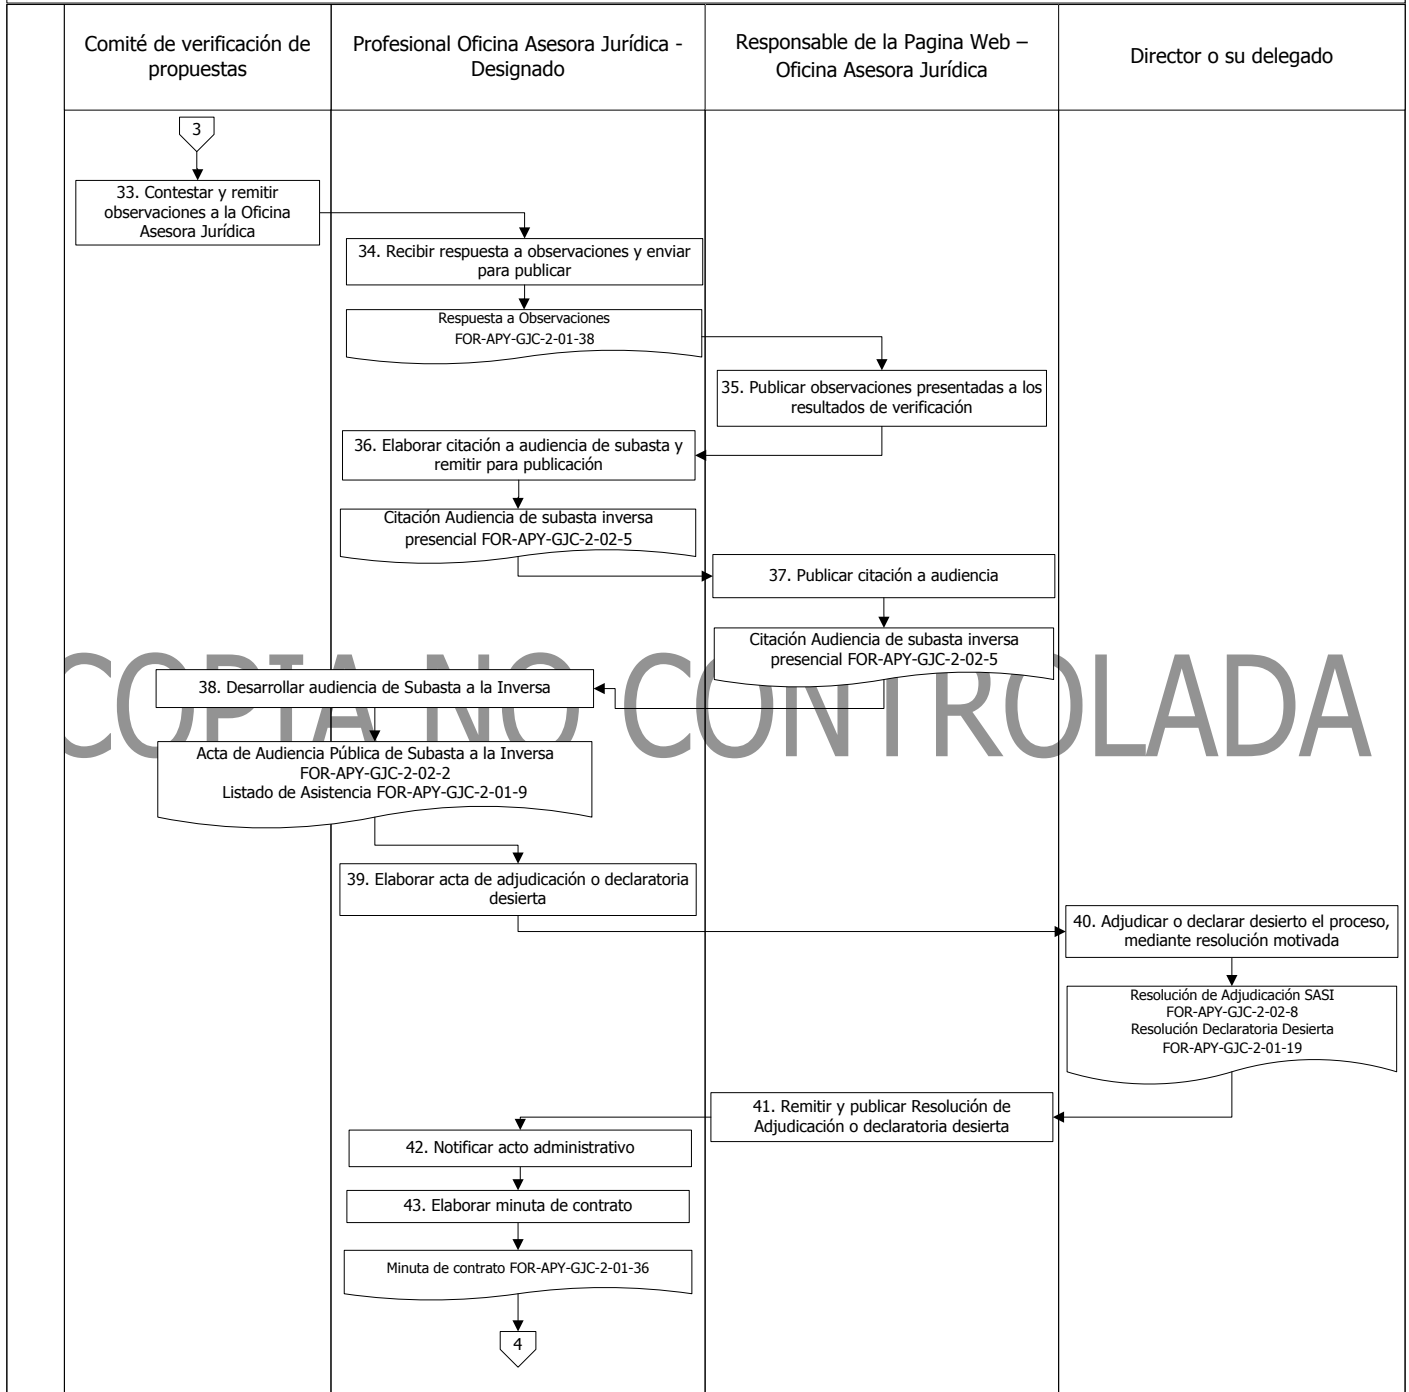 Comité de verificación de
propuestas
Profesional Oficina Asesora Jurídica -
Designado
Responsable de la Pagina Web –
Oficina Asesora Jurídica
Director o su delegado
3
33. Contestar y remitir
observaciones a la Oficina
Asesora Jurídica
34. Recibir respuesta a observaciones y enviar
para publicar
Respuesta a Observaciones
FOR-APY-GJC-2-01-38
35. Publicar observaciones presentadas a los
resultados de verificación
36. Elaborar citación a audiencia de subasta y
remitir para publicación
Citación Audiencia de subasta inversa
presencial FOR-APY-GJC-2-02-5
37. Publicar citación a audiencia
Citación Audiencia de subasta inversa
presencial FOR-APY-GJC-2-02-5
COPIA NO CONTROLADA
38. Desarrollar audiencia de Subasta a la Inversa
Acta de Audiencia Pública de Subasta a la Inversa
FOR-APY-GJC-2-02-2
Listado de Asistencia FOR-APY-GJC-2-01-9
39. Elaborar acta de adjudicación o declaratoria
desierta
40. Adjudicar o declarar desierto el proceso,
mediante resolución motivada
Resolución de Adjudicación SASI
FOR-APY-GJC-2-02-8
Resolución Declaratoria Desierta
FOR-APY-GJC-2-01-19
41. Remitir y publicar Resolución de
Adjudicación o declaratoria desierta
42. Notificar acto administrativo
43. Elaborar minuta de contrato
Minuta de contrato FOR-APY-GJC-2-01-36
4